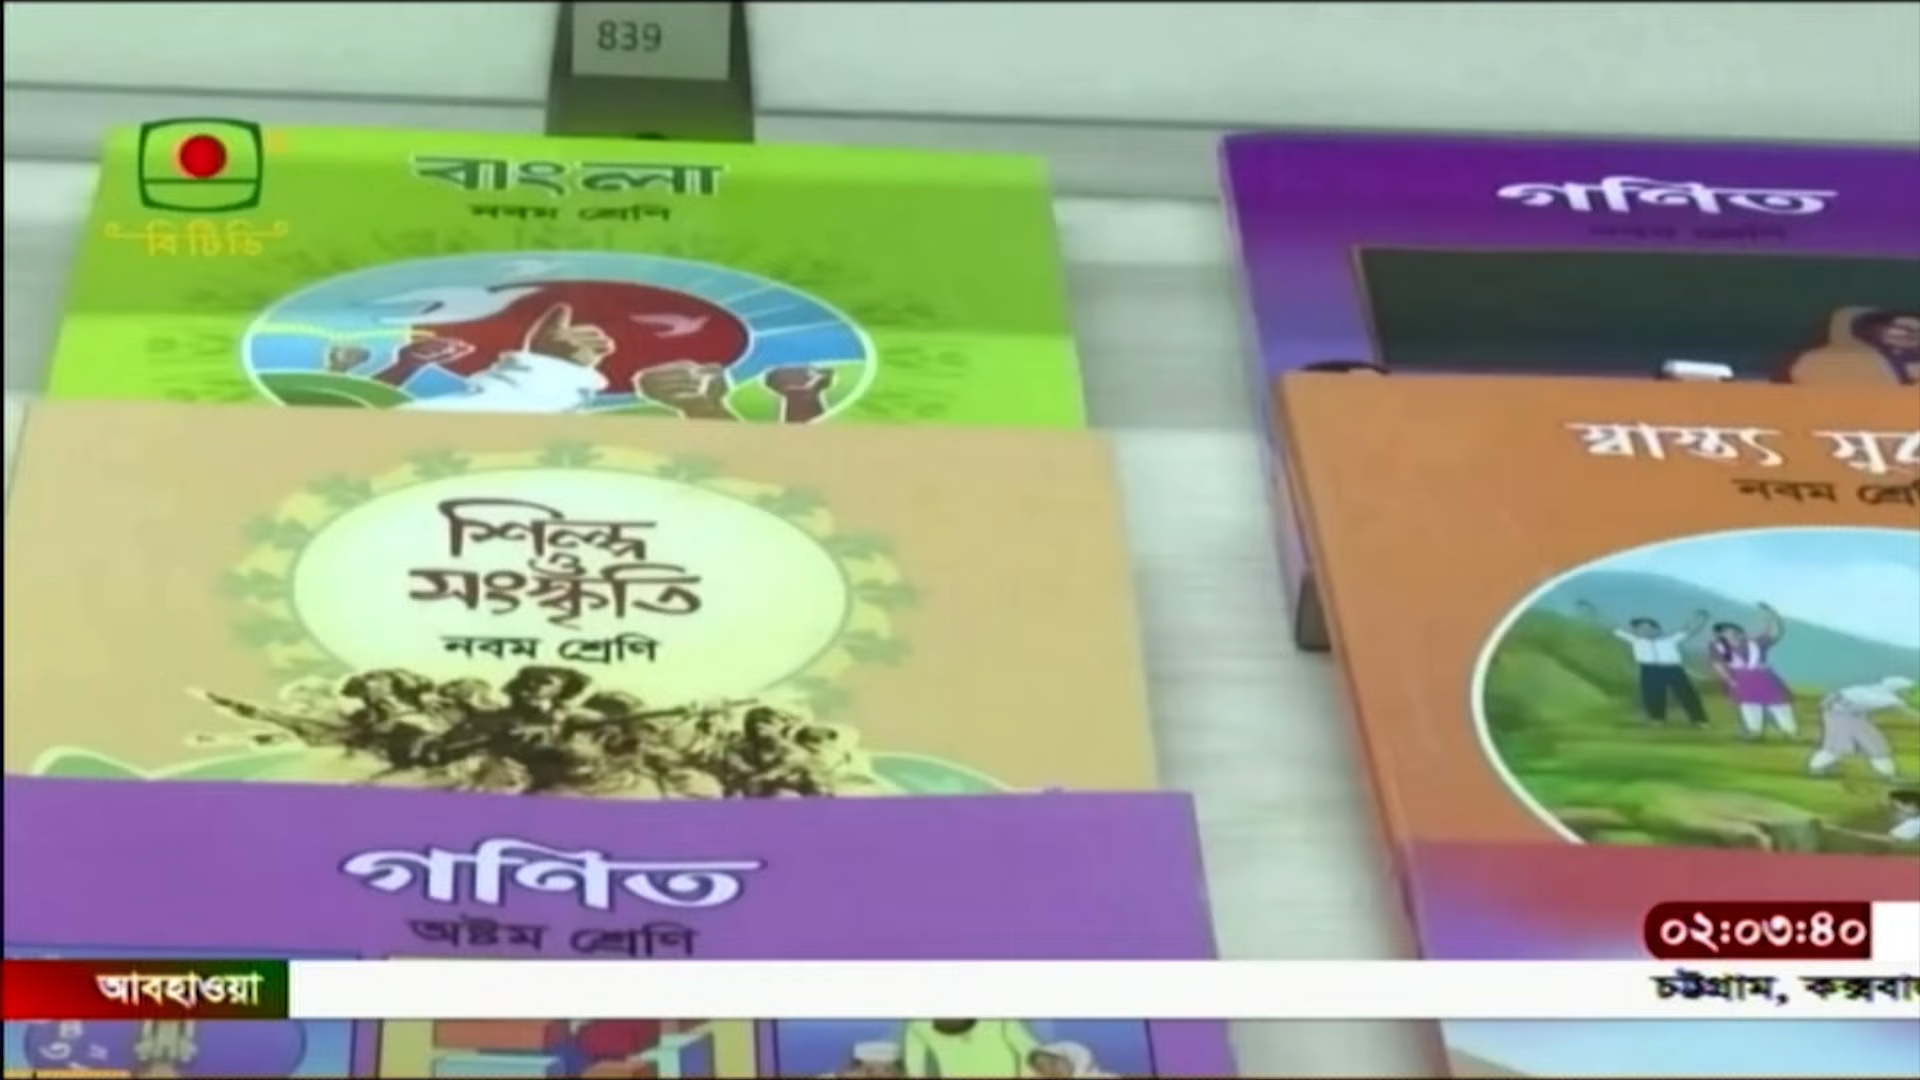 839
বিটিভি
বাংলা
নবম শ্রেণি
গণিত
স্বাস্থ্য
নবম
শিল্প
ও
সংস্কৃতি
নবম শ্রেণি
গণিত
অষ্টম শ্রেণি
০২:০৩:৪০
আবহাওয়া
চট্টগ্রাম,